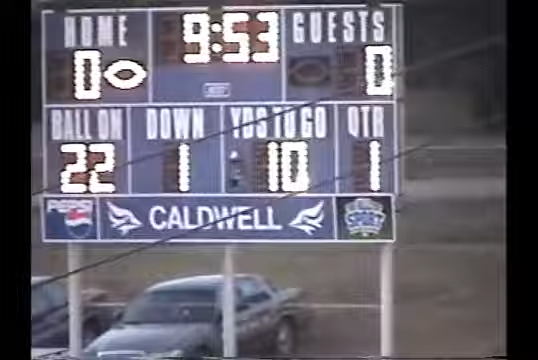 HOME 9:53 GUESTS
0 0
BALL ON DOWN YDS TO GO QTR
22 1 10 1
PEPSI CALDWELL SPORT